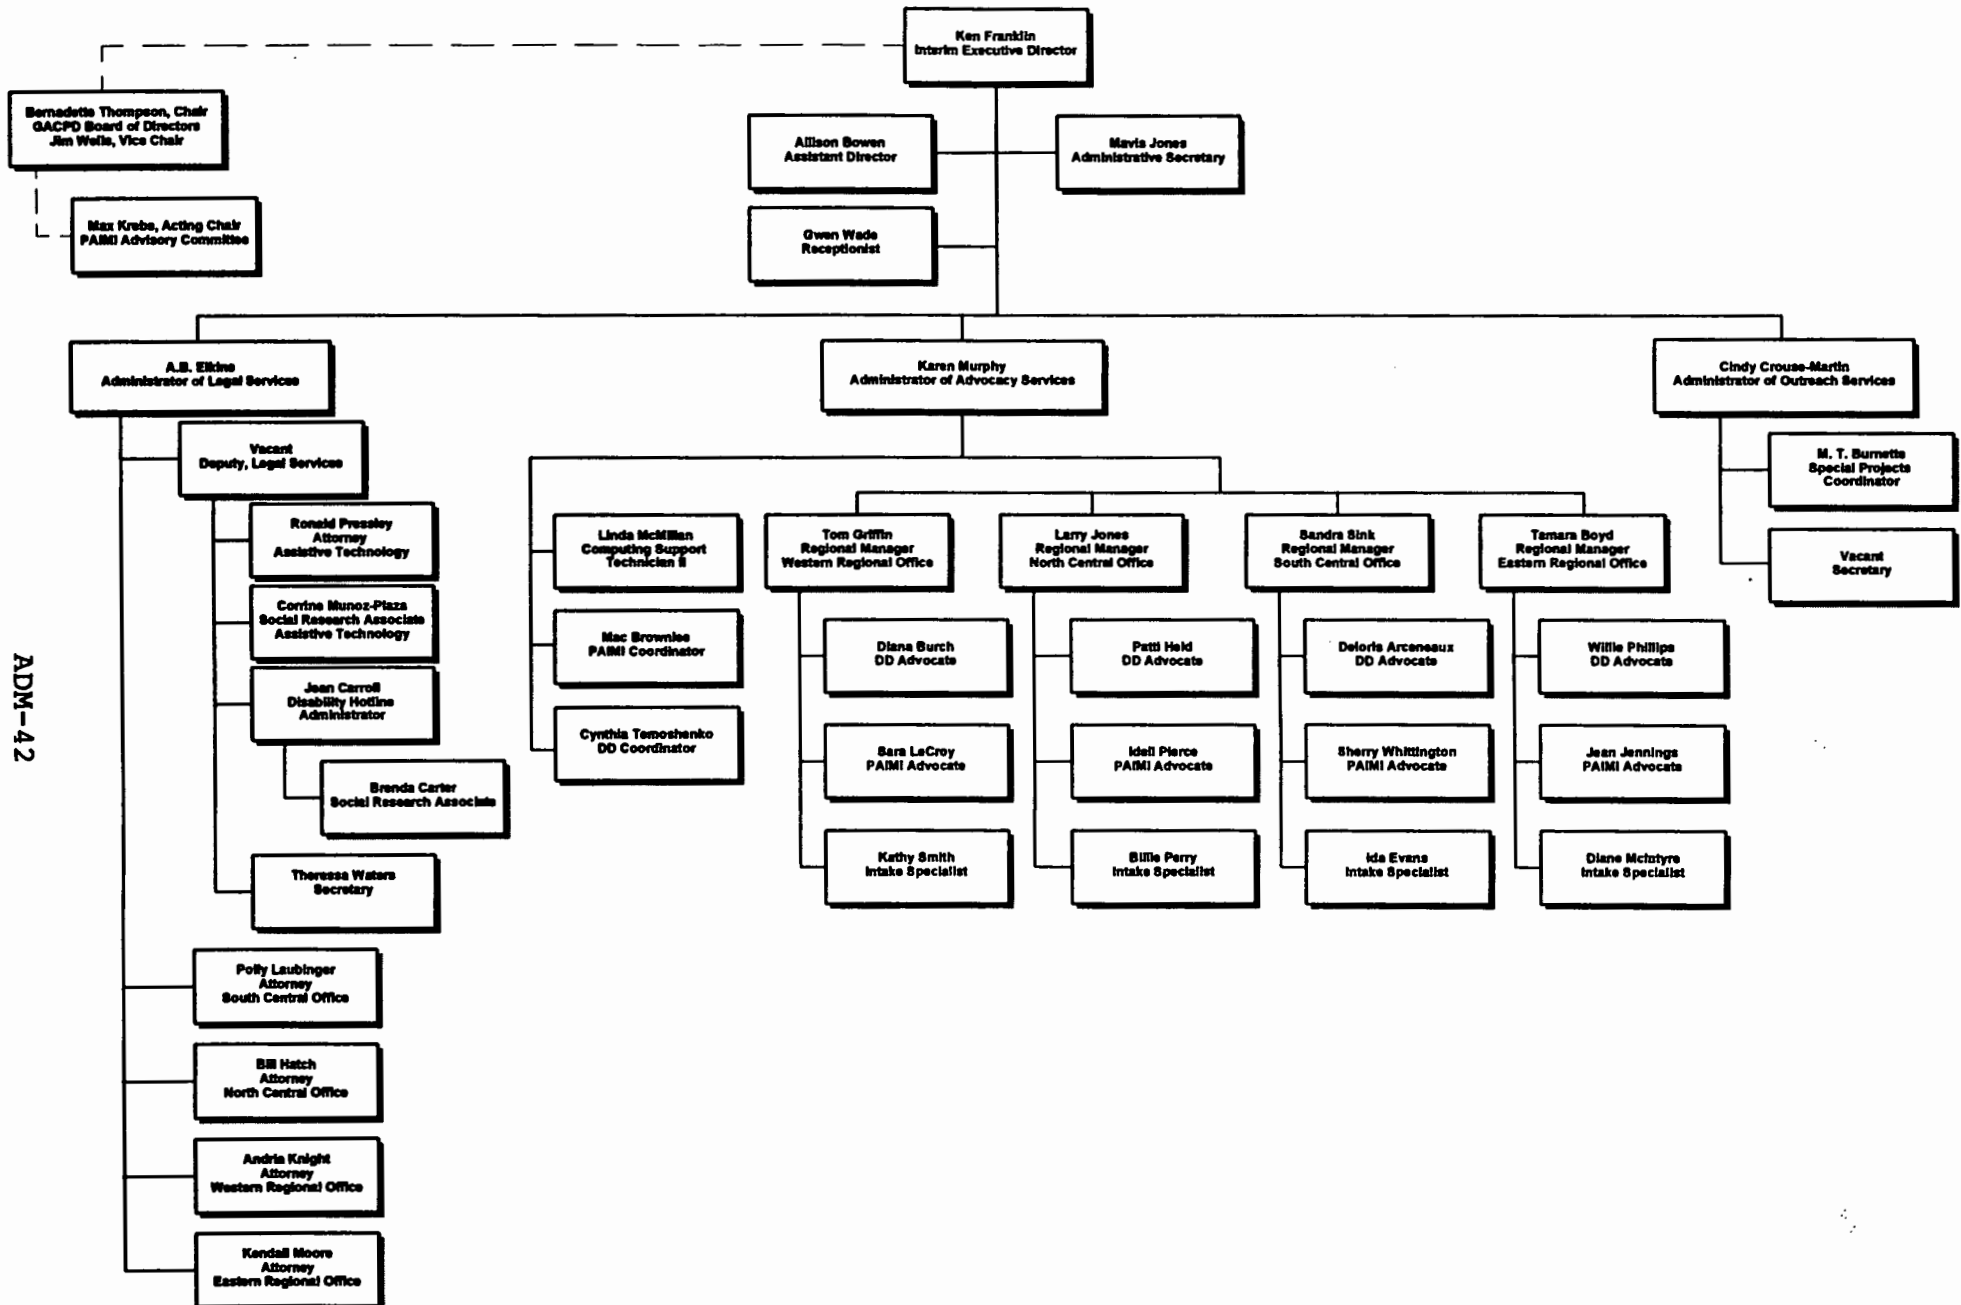 Ken Franklin
Interim Executive Director
Bernadette Thompson, Chair
GACPD Board of Directors
Jim Wells, Vice Chair
Allison Bowen
Assistant Director
Mavis Jones
Administrative Secretary
Max Krebs, Acting Chair
PAIMI Advisory Committee
Gwen Wade
Receptionist
A.B. Elkins
Administrator of Legal Services
Karen Murphy
Administrator of Advocacy Services
Cindy Crouse-Martin
Administrator of Outreach Services
Vacant
Deputy, Legal Services
Ronald Pressley
Attorney
Assistive Technology
Corrine Munoz-Plaza
Social Research Associate
Assistive Technology
Jean Carroll
Disability Hotline
Administrator
Brenda Carter
Social Research Associate
Theressa Waters
Secretary
Polly Laubinger
Attorney
South Central Office
Bill Hatch
Attorney
North Central Office
Andria Knight
Attorney
Western Regional Office
Kendall Moore
Attorney
Eastern Regional Office
Linda McMillan
Computing Support
Technician II
Mac Brownlee
PAIMI Coordinator
Cynthia Temoshenko
DD Coordinator
Tom Griffin
Regional Manager
Western Regional Office
Diana Burch
DD Advocate
Sara LeCroy
PAIMI Advocate
Kathy Smith
Intake Specialist
Larry Jones
Regional Manager
North Central Office
Patti Held
DD Advocate
Idell Pierce
PAIMI Advocate
Billie Perry
Intake Specialist
Sandra Sink
Regional Manager
South Central Office
Deloris Arceneaux
DD Advocate
Sherry Whittington
PAIMI Advocate
Ida Evans
Intake Specialist
Tamara Boyd
Regional Manager
Eastern Regional Office
Willie Phillips
DD Advocate
Jean Jennings
PAIMI Advocate
Diane McIntyre
Intake Specialist
M. T. Burnette
Special Projects
Coordinator
Vacant
Secretary
ADM-42